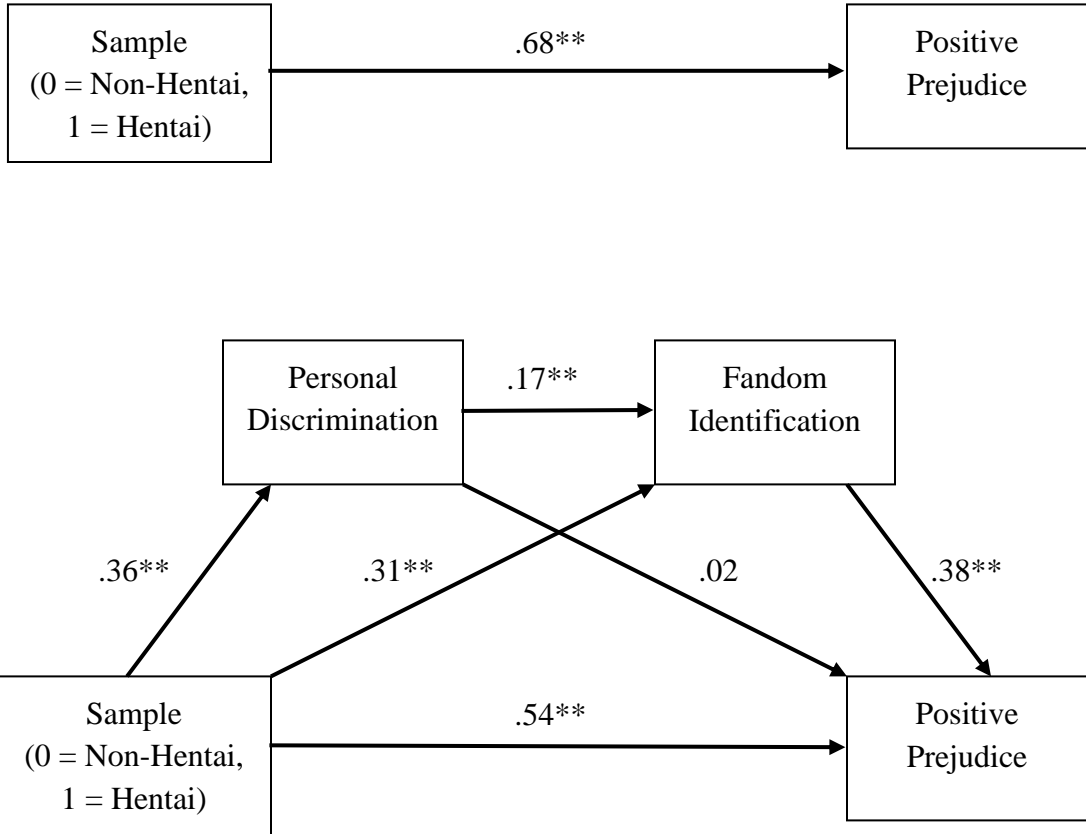 Sample
(0 = Non-Hentai,
1 = Hentai)
.68**
Positive
Prejudice
Personal
Discrimination
.17**
Fandom
Identification
.36**
.31**
.02
.38**
Sample
(0 = Non-Hentai,
1 = Hentai)
.54**
Positive
Prejudice